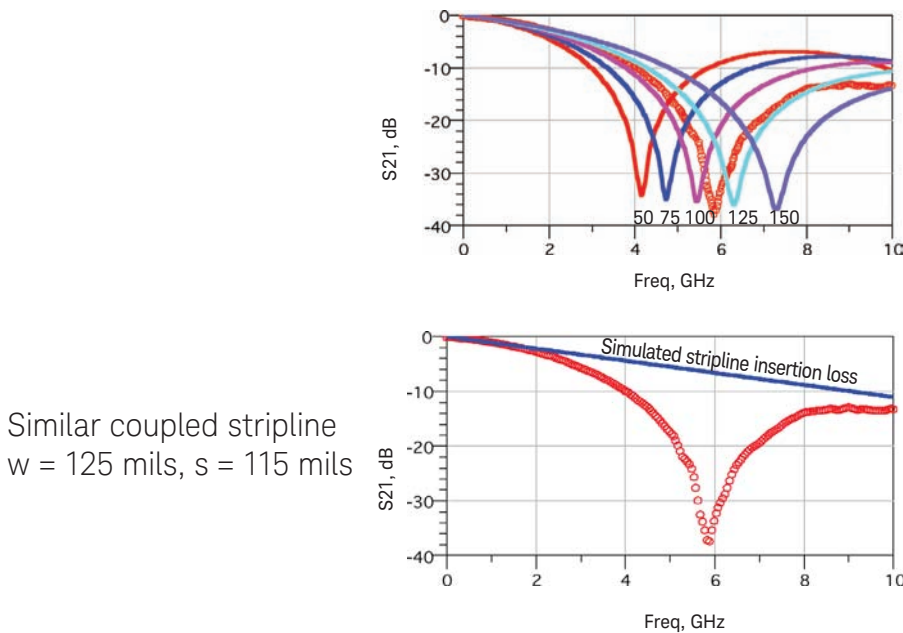 0
-10
-20
-30
-40
S21, dB
50 75 100 125 150
0 2 4 6 8 10
Freq, GHz
Similar coupled stripline
w = 125 mils, s = 115 mils
0
-10
-20
-30
-40
S21, dB
Simulated stripline insertion loss
0 2 4 6 8 10
Freq, GHz